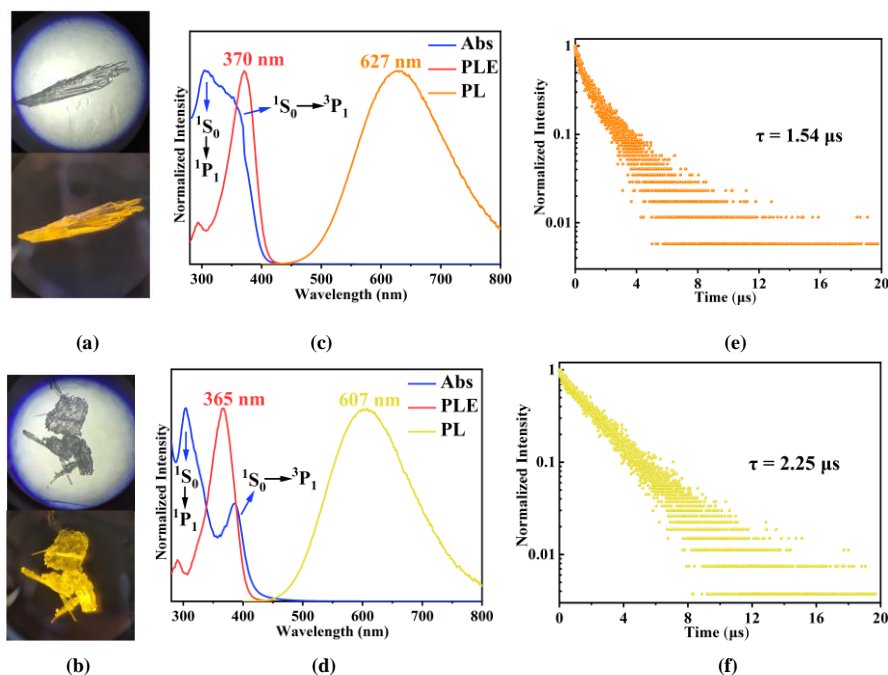 370 nm
627 nm
Abs
PLE
PL
¹S₀
¹P₁
¹S₀→³P₁
Normalized Intensity
300 400 500 600 700 800
Wavelength (nm)
1
0.1
0.01
τ = 1.54 μs
Normalized Intensity
0 4 8 12 16 20
Time (μs)
(a)
(c)
(e)
365 nm
607 nm
Abs
PLE
PL
¹S₀
¹P₁
¹S₀→³P₁
Normalized Intensity
300 400 500 600 700 800
Wavelength (nm)
1
0.1
0.01
τ = 2.25 μs
Normalized Intensity
0 4 8 12 16 20
Time (μs)
(b)
(d)
(f)